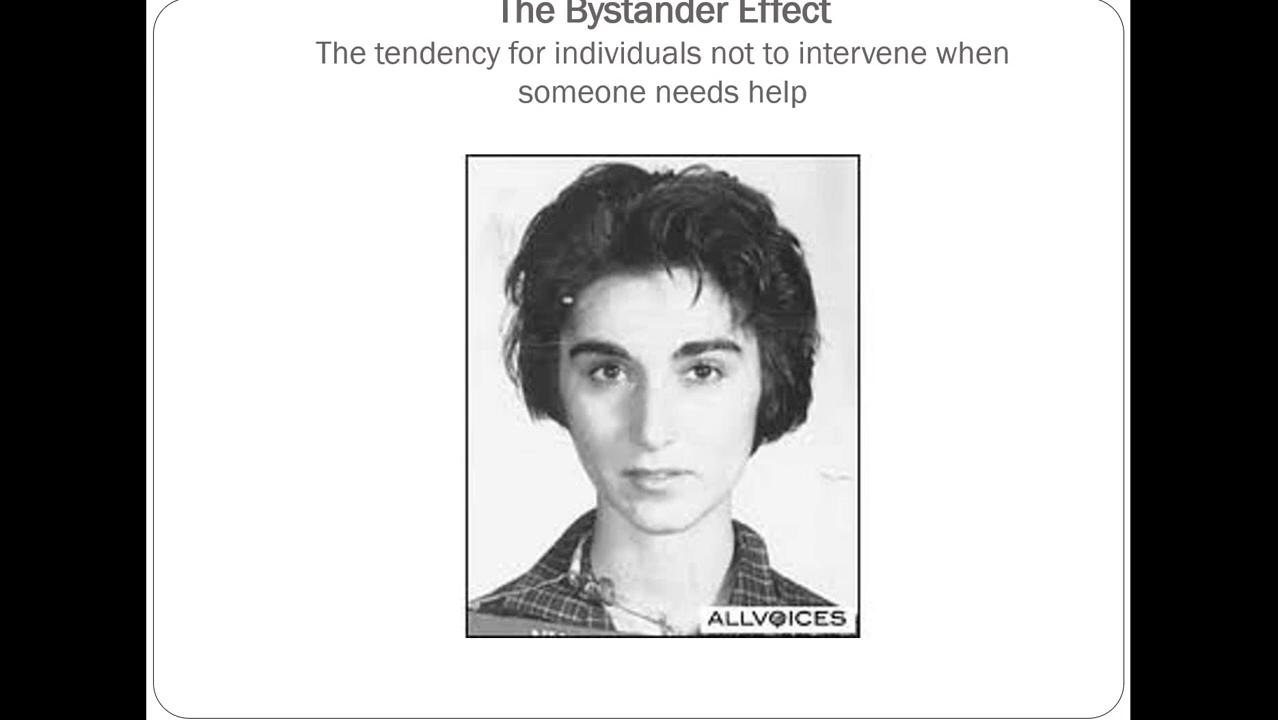 The Bystander Effect
The tendency for individuals not to intervene when
someone needs help
ALLVOICES